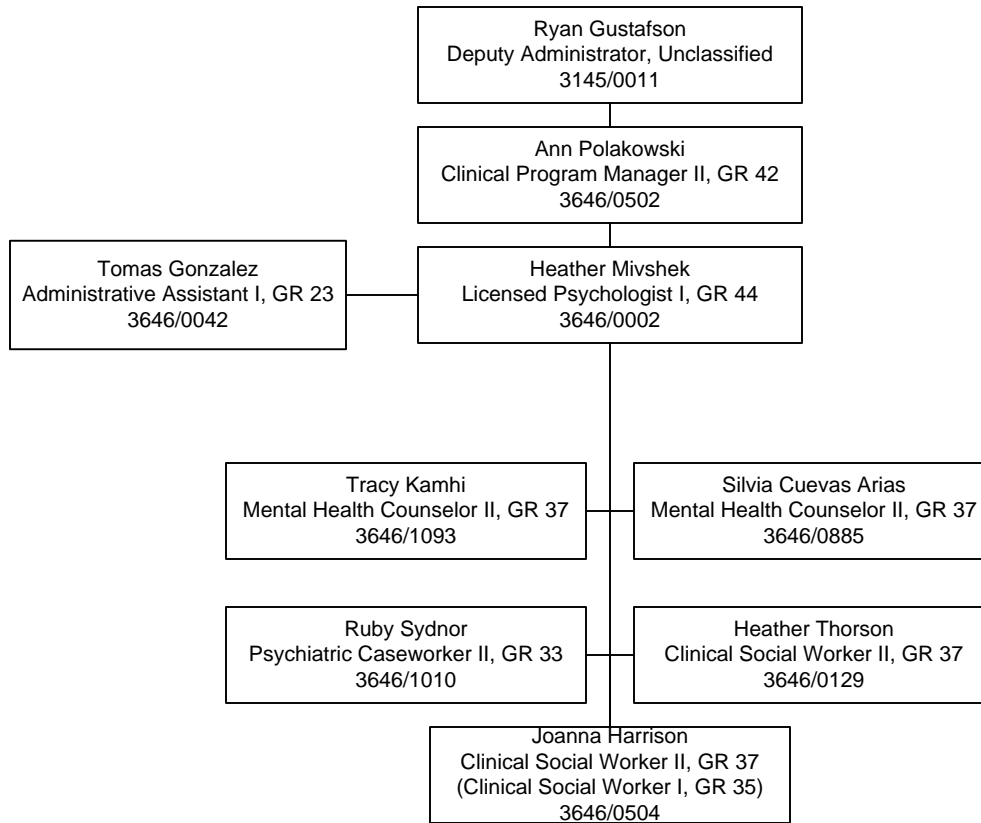 Ryan Gustafson
Deputy Administrator, Unclassified
3145/0011
Ann Polakowski
Clinical Program Manager II, GR 42
3646/0502
Tomas Gonzalez
Administrative Assistant I, GR 23
3646/0042
Heather Mivshek
Licensed Psychologist I, GR 44
3646/0002
Tracy Kamhi
Mental Health Counselor II, GR 37
3646/1093
Silvia Cuevas Arias
Mental Health Counselor II, GR 37
3646/0885
Ruby Sydnor
Psychiatric Caseworker II, GR 33
3646/1010
Heather Thorson
Clinical Social Worker II, GR 37
3646/0129
Joanna Harrison
Clinical Social Worker II, GR 37
(Clinical Social Worker I, GR 35)
3646/0504